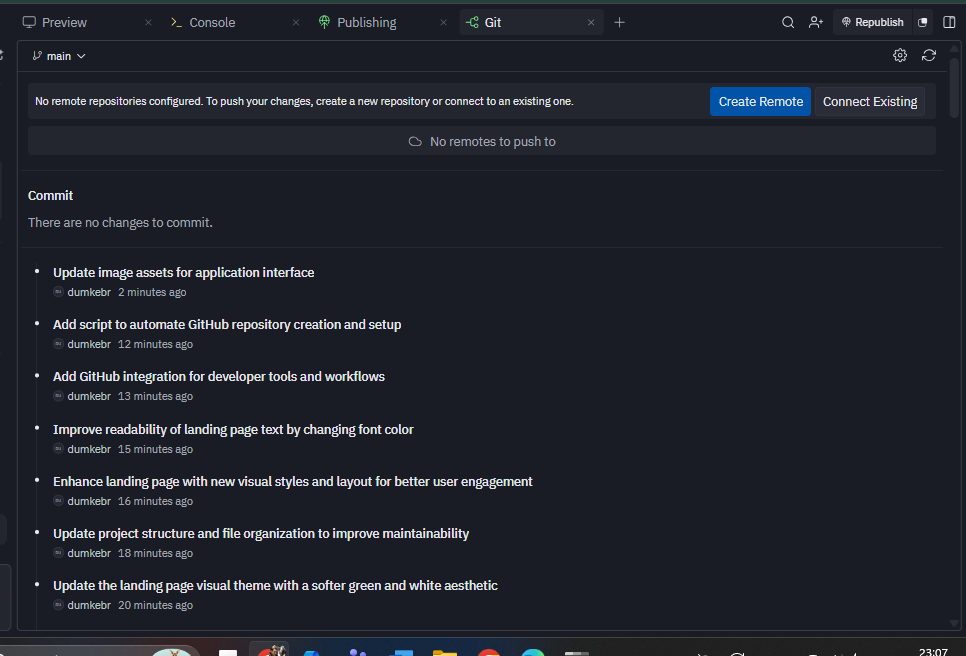 Preview
Console
Publishing
Git
Republish
main
No remote repositories configured. To push your changes, create a new repository or connect to an existing one.
Create Remote
Connect Existing
No remotes to push to
Commit
There are no changes to commit.
Update image assets for application interface
dumkebr 2 minutes ago
Add script to automate GitHub repository creation and setup
dumkebr 12 minutes ago
Add GitHub integration for developer tools and workflows
dumkebr 13 minutes ago
Improve readability of landing page text by changing font color
dumkebr 15 minutes ago
Enhance landing page with new visual styles and layout for better user engagement
dumkebr 16 minutes ago
Update project structure and file organization to improve maintainability
dumkebr 18 minutes ago
Update the landing page visual theme with a softer green and white aesthetic
dumkebr 20 minutes ago
23:07